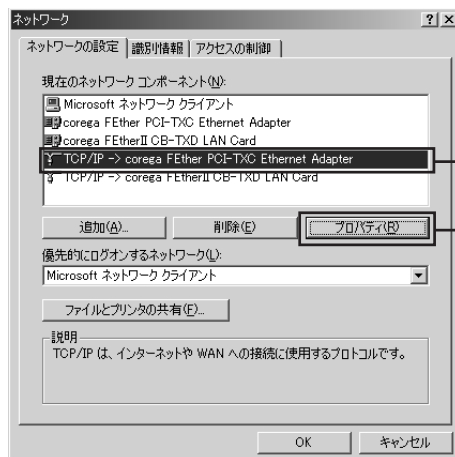 ネットワーク
ネットワークの設定 識別情報 アクセスの制御
現在のネットワーク コンポーネント(N):
Microsoft ネットワーク クライアント
corega FEther PCI-TXC Ethernet Adapter
corega FEtherII CB-TXD LAN Card
TCP/IP -> corega FEther PCI-TXC Ethernet Adapter
TCP/IP -> corega FEtherII CB-TXD LAN Card
追加(A)... 削除(E) プロパティ(R)
優先的にログオンするネットワーク(L):
Microsoft ネットワーク クライアント
ファイルとプリンタの共有(F)...
説明
TCP/IP は、インターネットや WAN への接続に使用するプロトコルです。
OK キャンセル